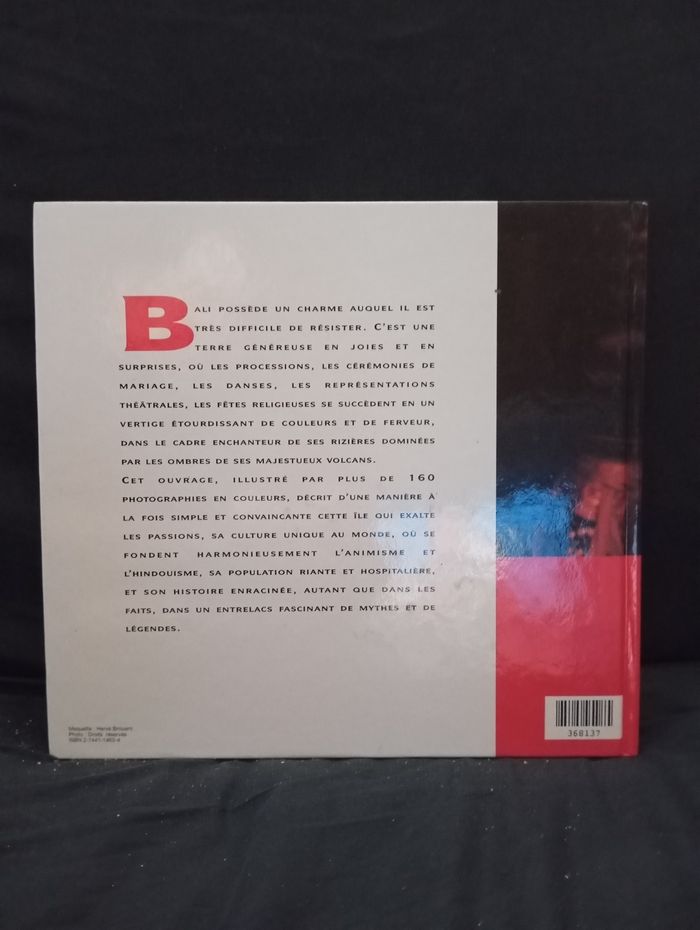 BALI POSSÈDE UN CHARME AUQUEL IL EST
TRÈS DIFFICILE DE RÉSISTER. C'EST UNE
TERRE GÉNÉREUSE EN JOIES ET EN
SURPRISES, OÙ LES PROCESSIONS, LES CÉRÉMONIES DE
MARIAGE, LES DANSES, LES REPRÉSENTATIONS
THÉÂTRALES, LES FÊTES RELIGIEUSES SE SUCCÈDENT EN UN
VERTIGE ÉTOURDISSANT DE COULEURS ET DE FERVEUR,
DANS LE CADRE ENCHANTEUR DE SES RIZIÈRES DOMINÉES
PAR LES OMBRES DE SES MAJESTUEUX VOLCANS.
CET OUVRAGE, ILLUSTRÉ PAR PLUS DE 160
PHOTOGRAPHIES EN COULEURS, DÉCRIT D'UNE MANIÈRE À
LA FOIS SIMPLE ET CONVAINCANTE CETTE ÎLE QUI EXALTE
LES PASSIONS, SA CULTURE UNIQUE AU MONDE, OÙ SE
FONDENT HARMONIEUSEMENT L'ANIMISME ET
L'HINDOUISME, SA POPULATION RIANTE ET HOSPITALIÈRE,
ET SON HISTOIRE ENRACINÉE, AUTANT QUE DANS LES
FAITS, DANS UN ENTRELACS FASCINANT DE MYTHES ET DE
LÉGENDES.
Maquette : Hervé
Photo : Droits réservés
ISBN
368137